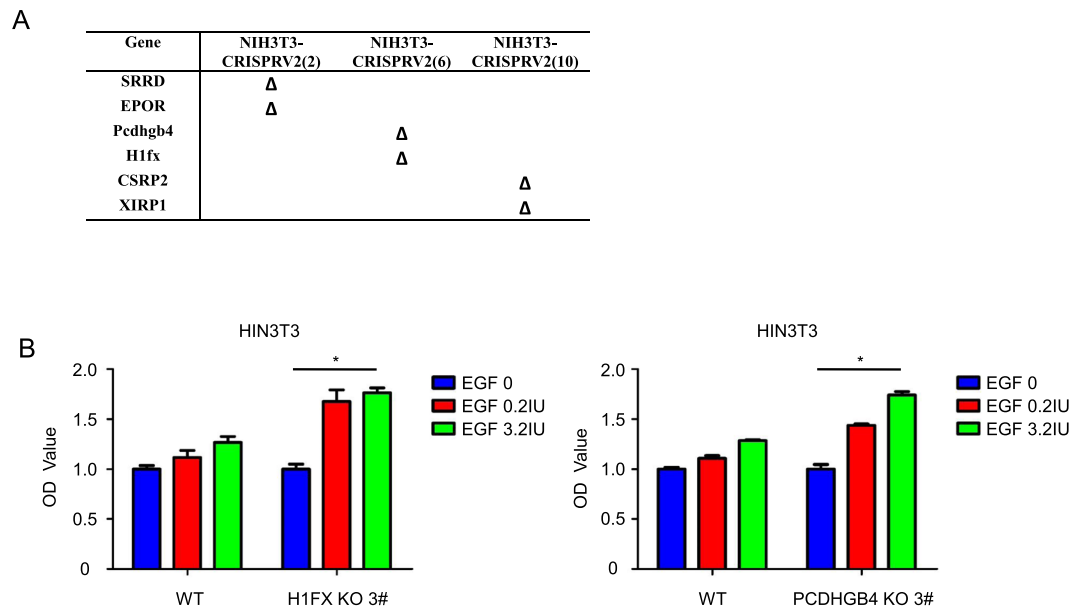 A
Gene NIH3T3- NIH3T3- NIH3T3-
CRISPRV2(2) CRISPRV2(6) CRISPRV2(10)
SRRD Δ
EPOR Δ
Pcdhgb4 Δ
H1fx Δ
CSRP2 Δ
XIRP1 Δ
B
HIN3T3
2.0
1.5
1.0
0.5
0
OD Value
*
EGF 0
EGF 0.2IU
EGF 3.2IU
WT H1FX KO 3#
HIN3T3
2.0
1.5
1.0
0.5
0
OD Value
*
EGF 0
EGF 0.2IU
EGF 3.2IU
WT PCDHGB4 KO 3#